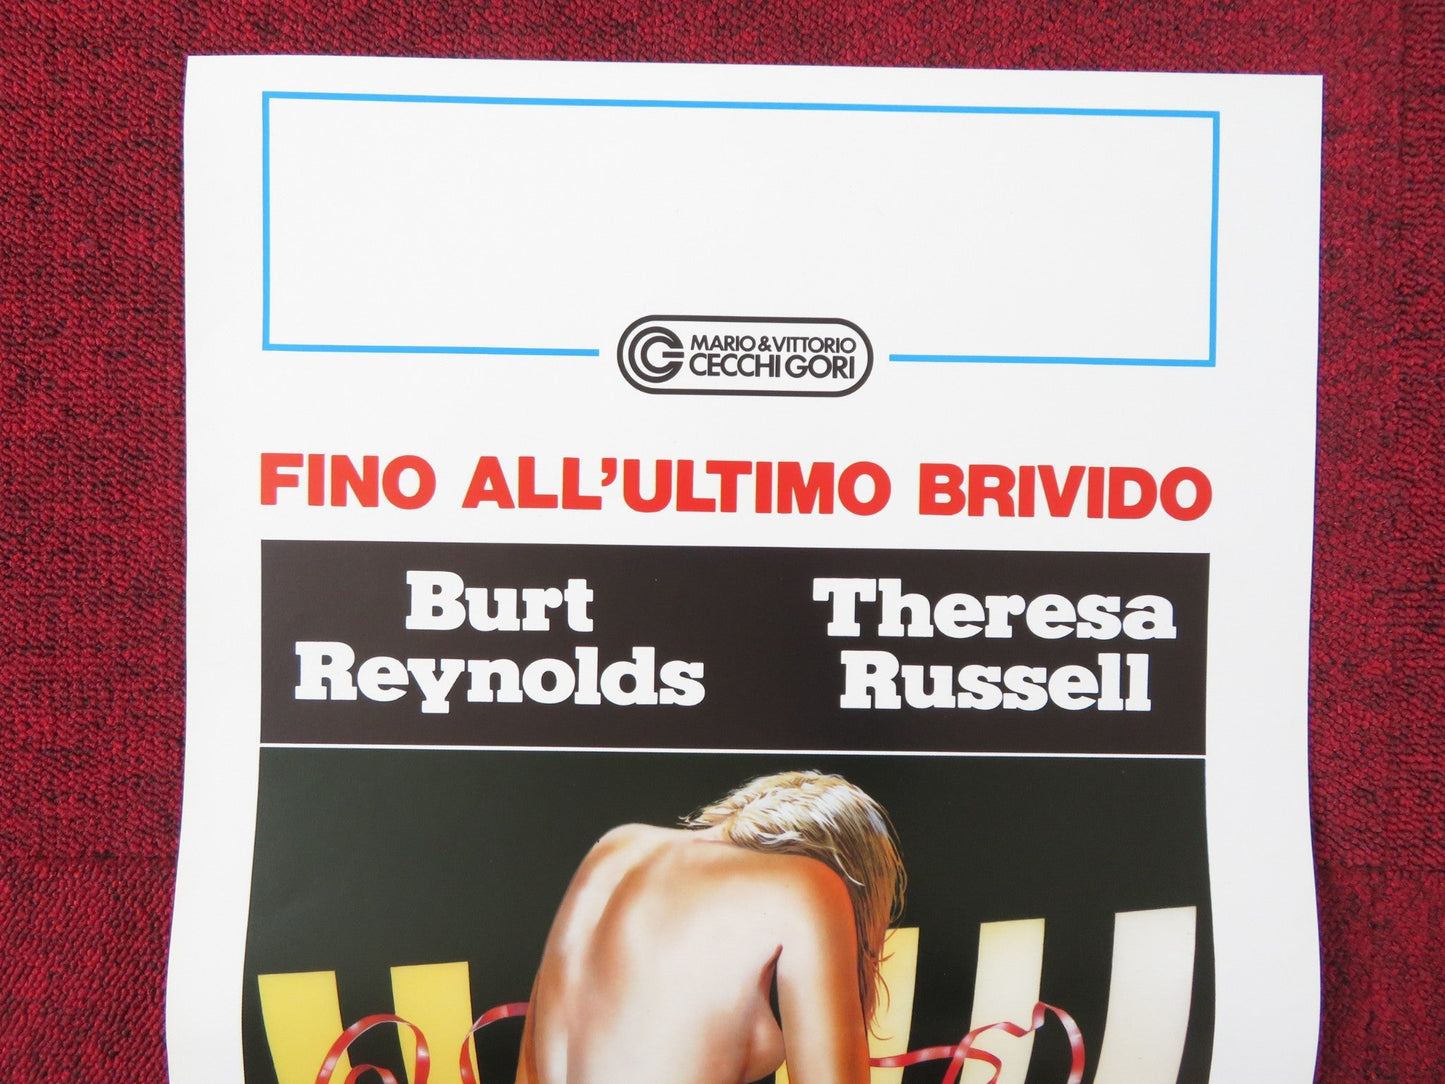 MARIO & VITTORIO
CECCHI GORI
FINO ALL'ULTIMO BRIVIDO
Burt
Reynolds
Theresa
Russell